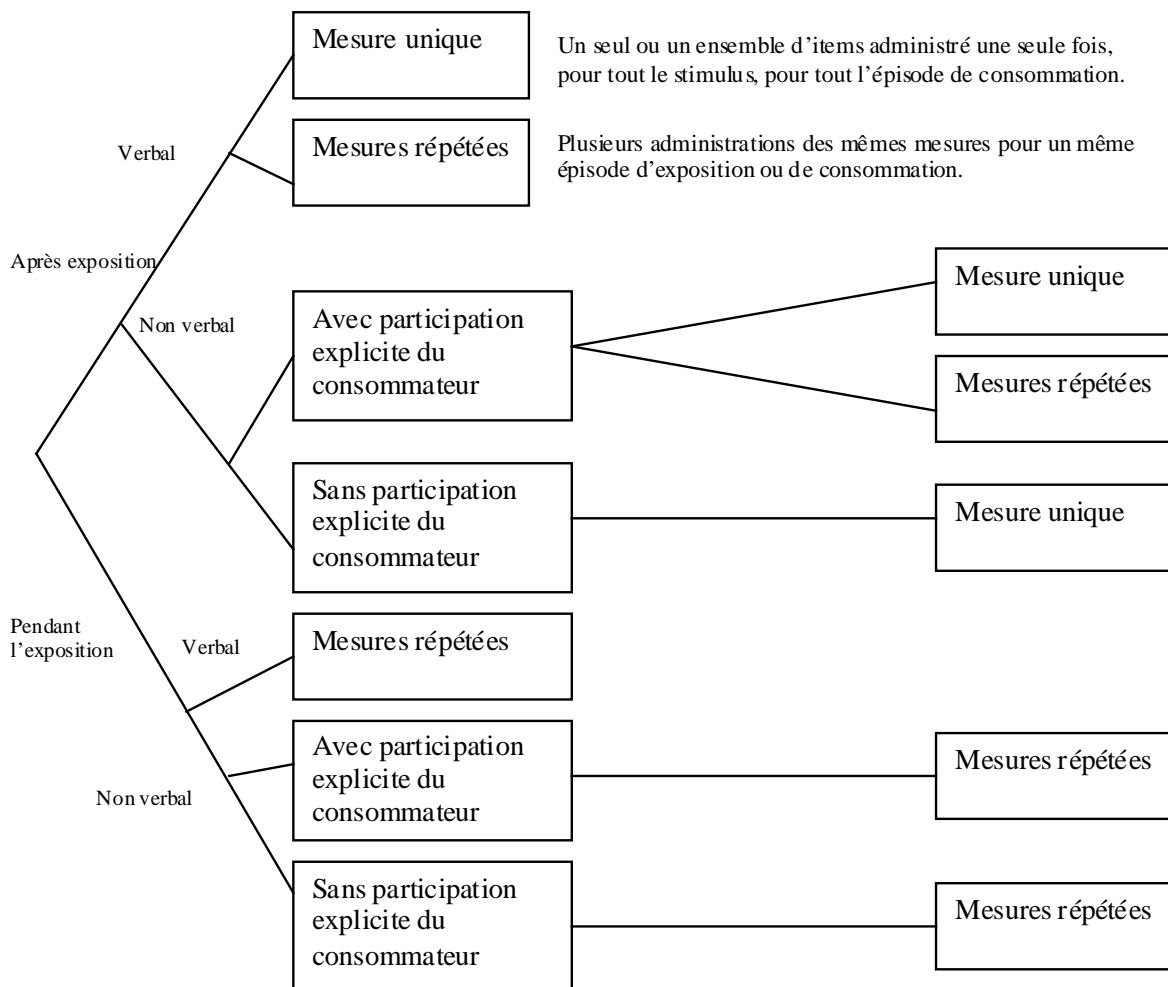 Mesure unique
Un seul ou un ensemble d'items administré une seule fois,
pour tout le stimulus, pour tout l'épisode de consommation.
Verbal
Mesures répétées
Plusieurs administrations des mêmes mesures pour un même
épisode d'exposition ou de consommation.
Après exposition
Non verbal
Avec participation
explicite du
consommateur
Mesure unique
Mesures répétées
Sans participation
explicite du
consommateur
Mesure unique
Pendant
l'exposition
Verbal
Mesures répétées
Non verbal
Avec participation
explicite du
consommateur
Mesures répétées
Sans participation
explicite du
consommateur
Mesures répétées